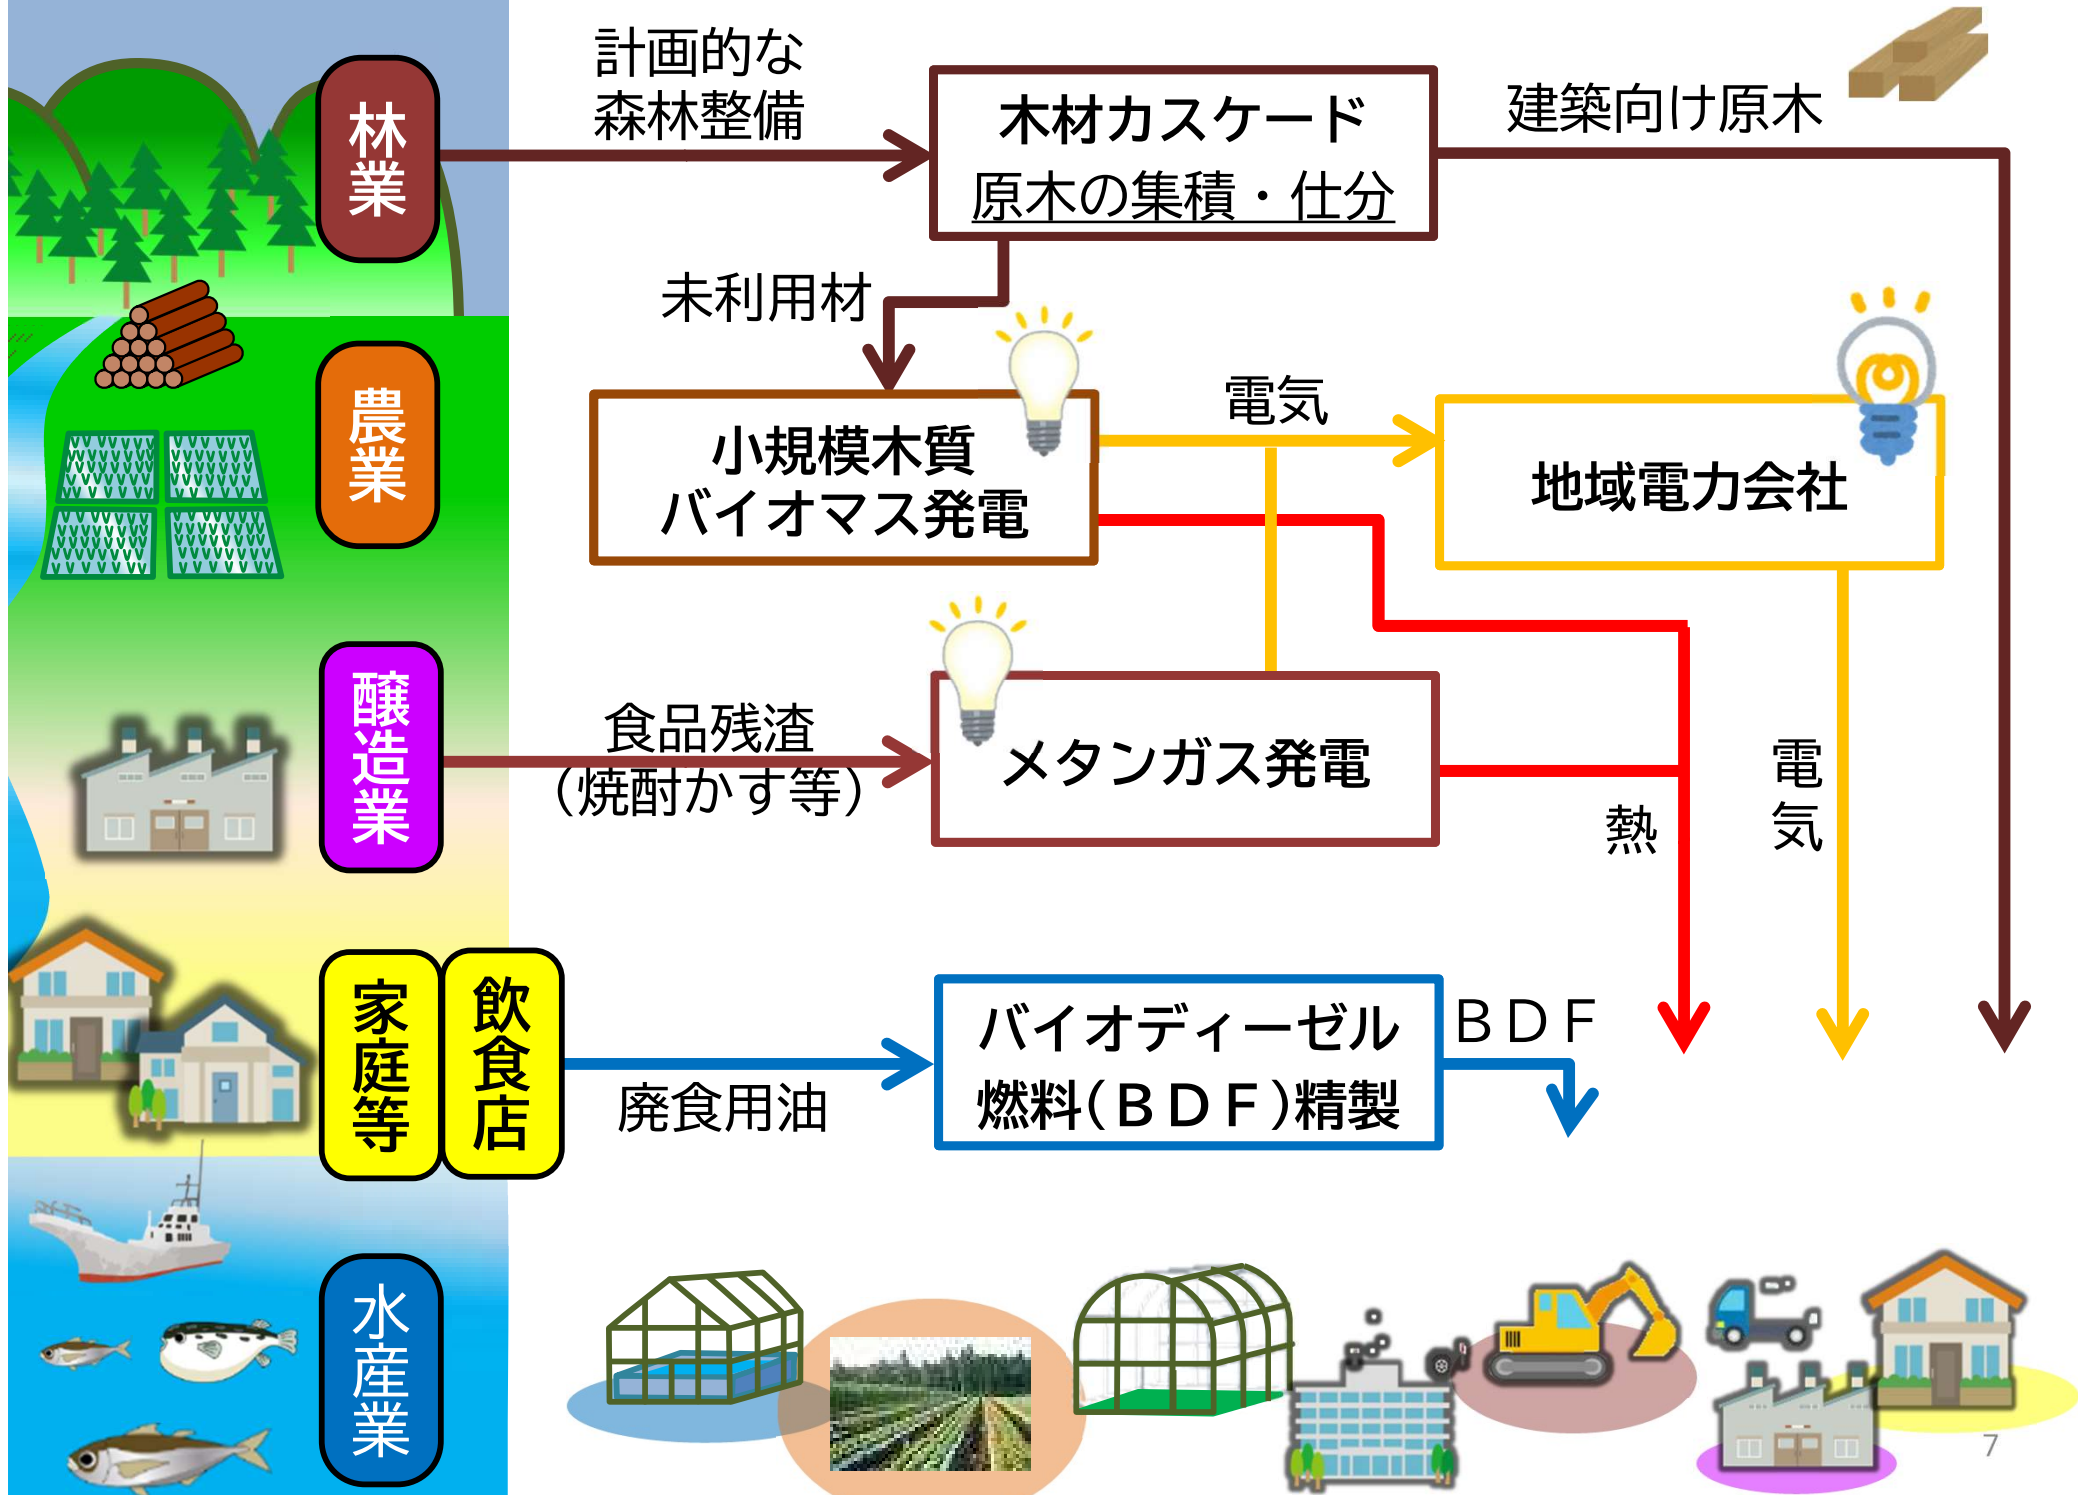 林業
計画的な
森林整備
木材カスケード
原木の集積・仕分
建築向け原木
未利用材
農業
小規模木質
バイオマス発電
電気
地域電力会社
醸造業
食品残渣
（焼酎かす等）
メタンガス発電
熱
電気
家庭等
飲食店
廃食用油
バイオディーゼル
燃料（ＢＤＦ）精製
ＢＤＦ
水産業
7